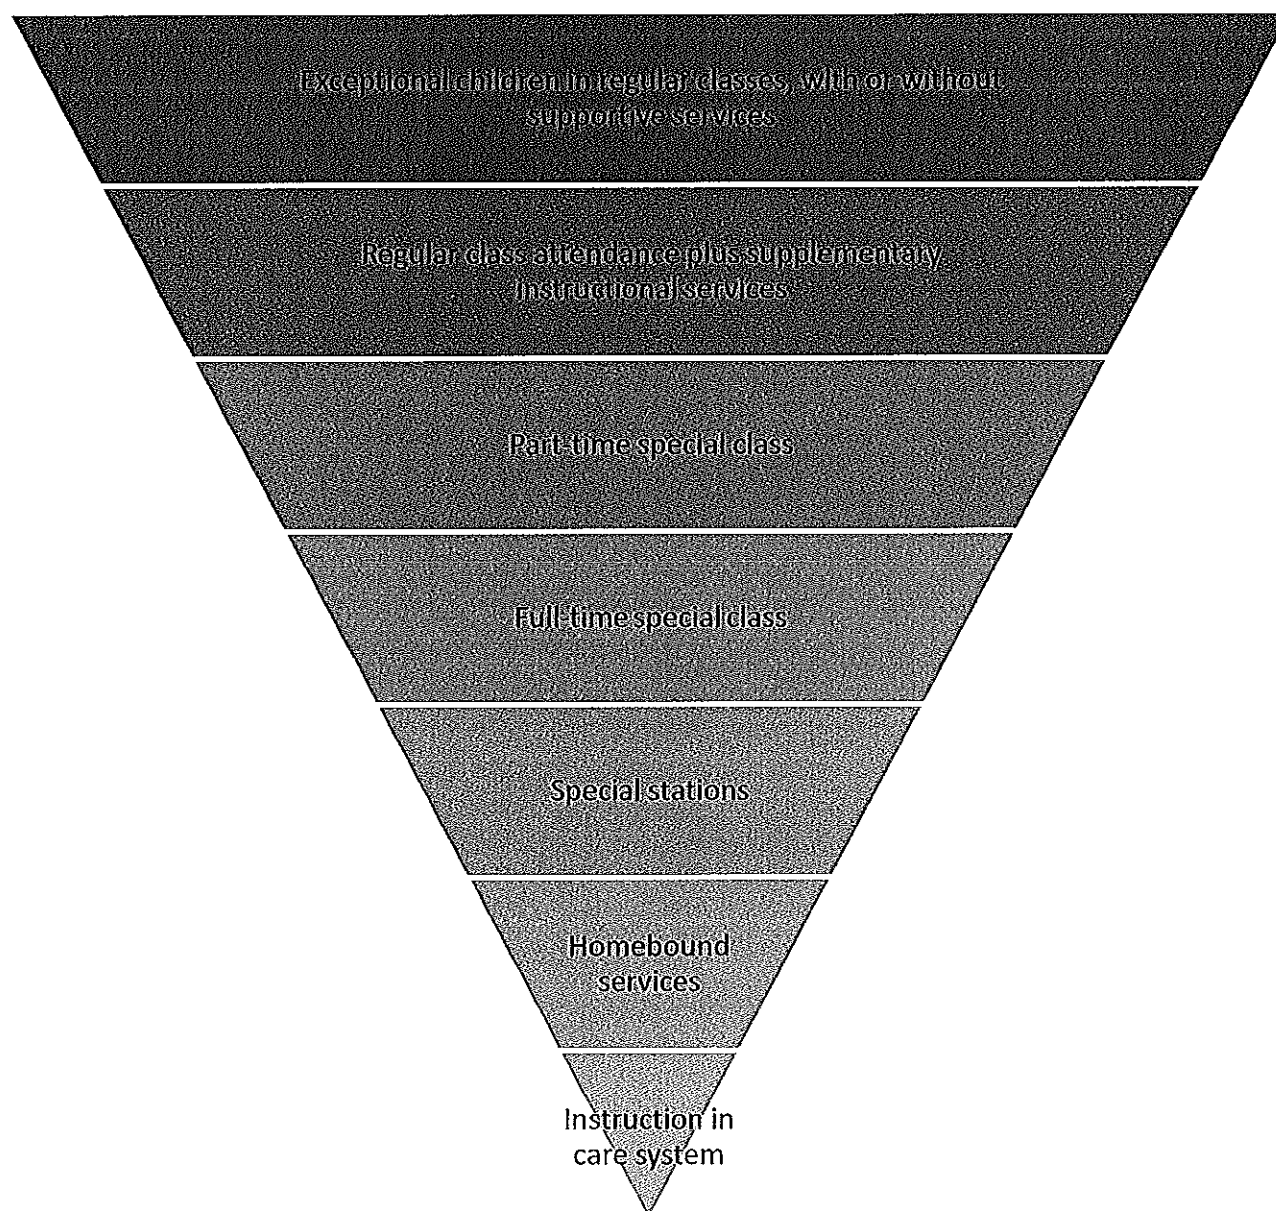 Exceptional children in regular classes, with or without
supportive services
Regular class attendance plus supplementary
instructional services
Part-time special class
Full-time special class
Special stations
Homebound
services
Instruction in
care system